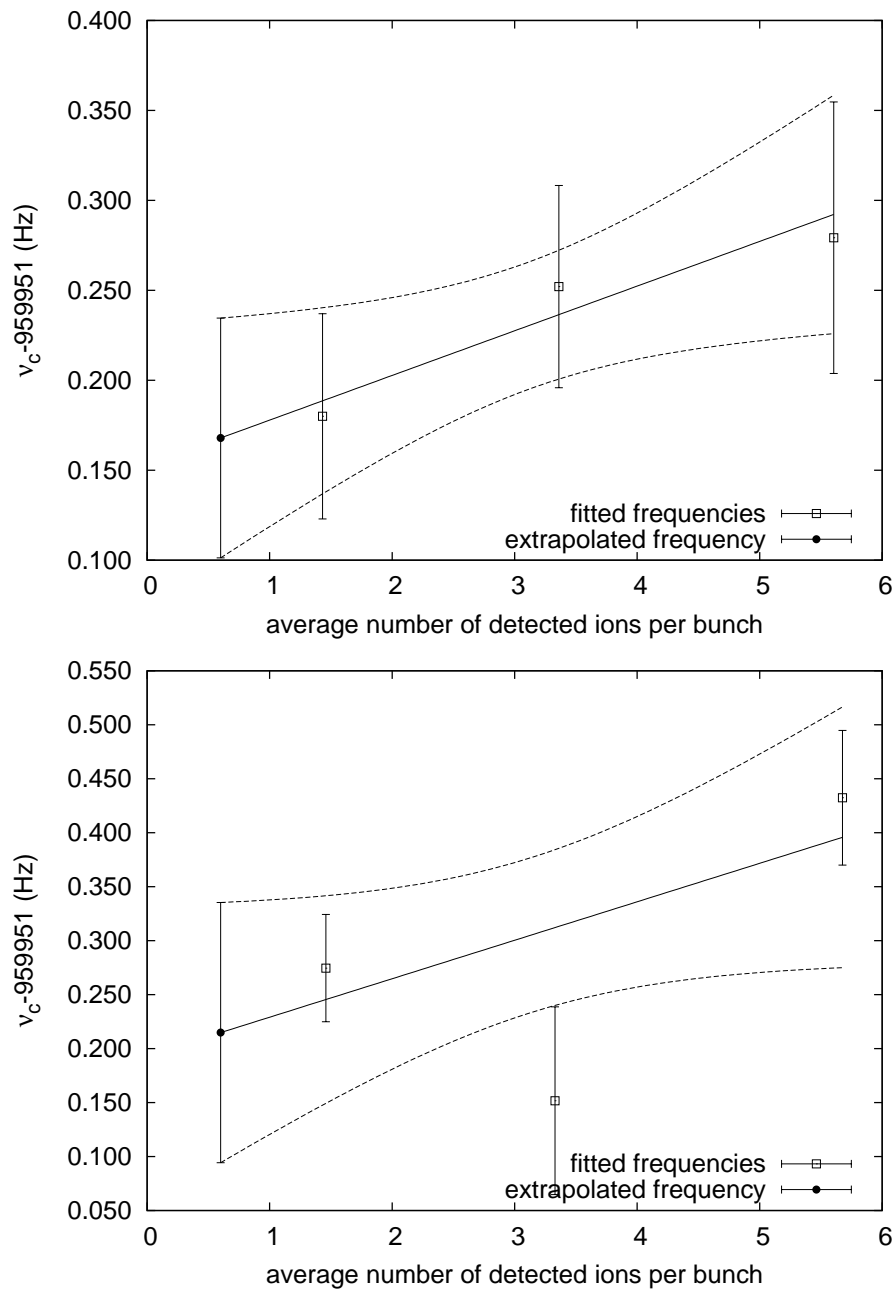 0.400
0.350
0.300
0.250
0.200
0.150
0.100
νc-959951 (Hz)
fitted frequencies
extrapolated frequency
0 1 2 3 4 5 6
average number of detected ions per bunch
0.550
0.500
0.450
0.400
0.350
0.300
0.250
0.200
0.150
0.100
0.050
νc-959951 (Hz)
fitted frequencies
extrapolated frequency
0 1 2 3 4 5 6
average number of detected ions per bunch